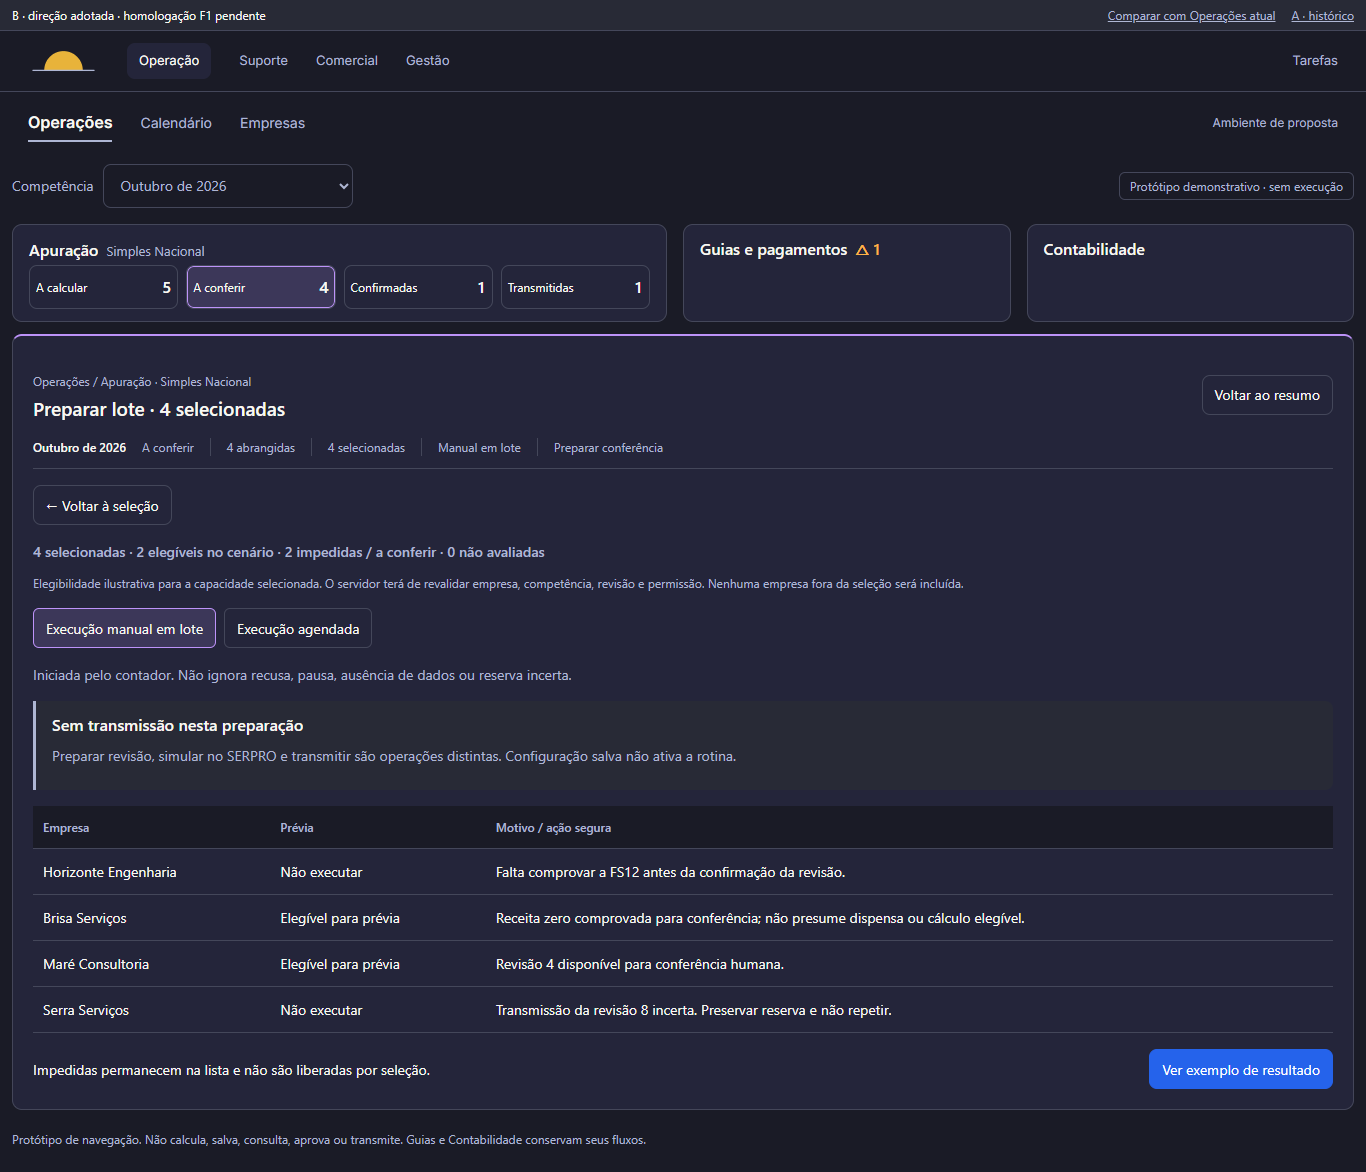 B · direção adotada · homologação F1 pendente
Comparar com Operações atual
A · histórico
Operação
Suporte
Comercial
Gestão
Tarefas
Operações
Calendário
Empresas
Ambiente de proposta
Competência
Outubro de 2026
Protótipo demonstrativo · sem execução
Apuração Simples Nacional
A calcular 5
A conferir 4
Confirmadas 1
Transmitidas 1
Guias e pagamentos △ 1
Contabilidade
Operações / Apuração · Simples Nacional
Preparar lote · 4 selecionadas
Voltar ao resumo
Outubro de 2026 A conferir 4 abrangidas 4 selecionadas Manual em lote Preparar conferência
← Voltar à seleção
4 selecionadas · 2 elegíveis no cenário · 2 impedidas / a conferir · 0 não avaliadas
Elegibilidade ilustrativa para a capacidade selecionada. O servidor terá de revalidar empresa, competência, revisão e permissão. Nenhuma empresa fora da seleção será incluída.
Execução manual em lote
Execução agendada
Iniciada pelo contador. Não ignora recusa, pausa, ausência de dados ou reserva incerta.
Sem transmissão nesta preparação
Preparar revisão, simular no SERPRO e transmitir são operações distintas. Configuração salva não ativa a rotina.
Empresa Prévia Motivo / ação segura
Horizonte Engenharia Não executar Falta comprovar a FS12 antes da confirmação da revisão.
Brisa Serviços Elegível para prévia Receita zero comprovada para conferência; não presume dispensa ou cálculo elegível.
Maré Consultoria Elegível para prévia Revisão 4 disponível para conferência humana.
Serra Serviços Não executar Transmissão da revisão 8 incerta. Preservar reserva e não repetir.
Impedidas permanecem na lista e não são liberadas por seleção.
Ver exemplo de resultado
Protótipo de navegação. Não calcula, salva, consulta, aprova ou transmite. Guias e Contabilidade conservam seus fluxos.